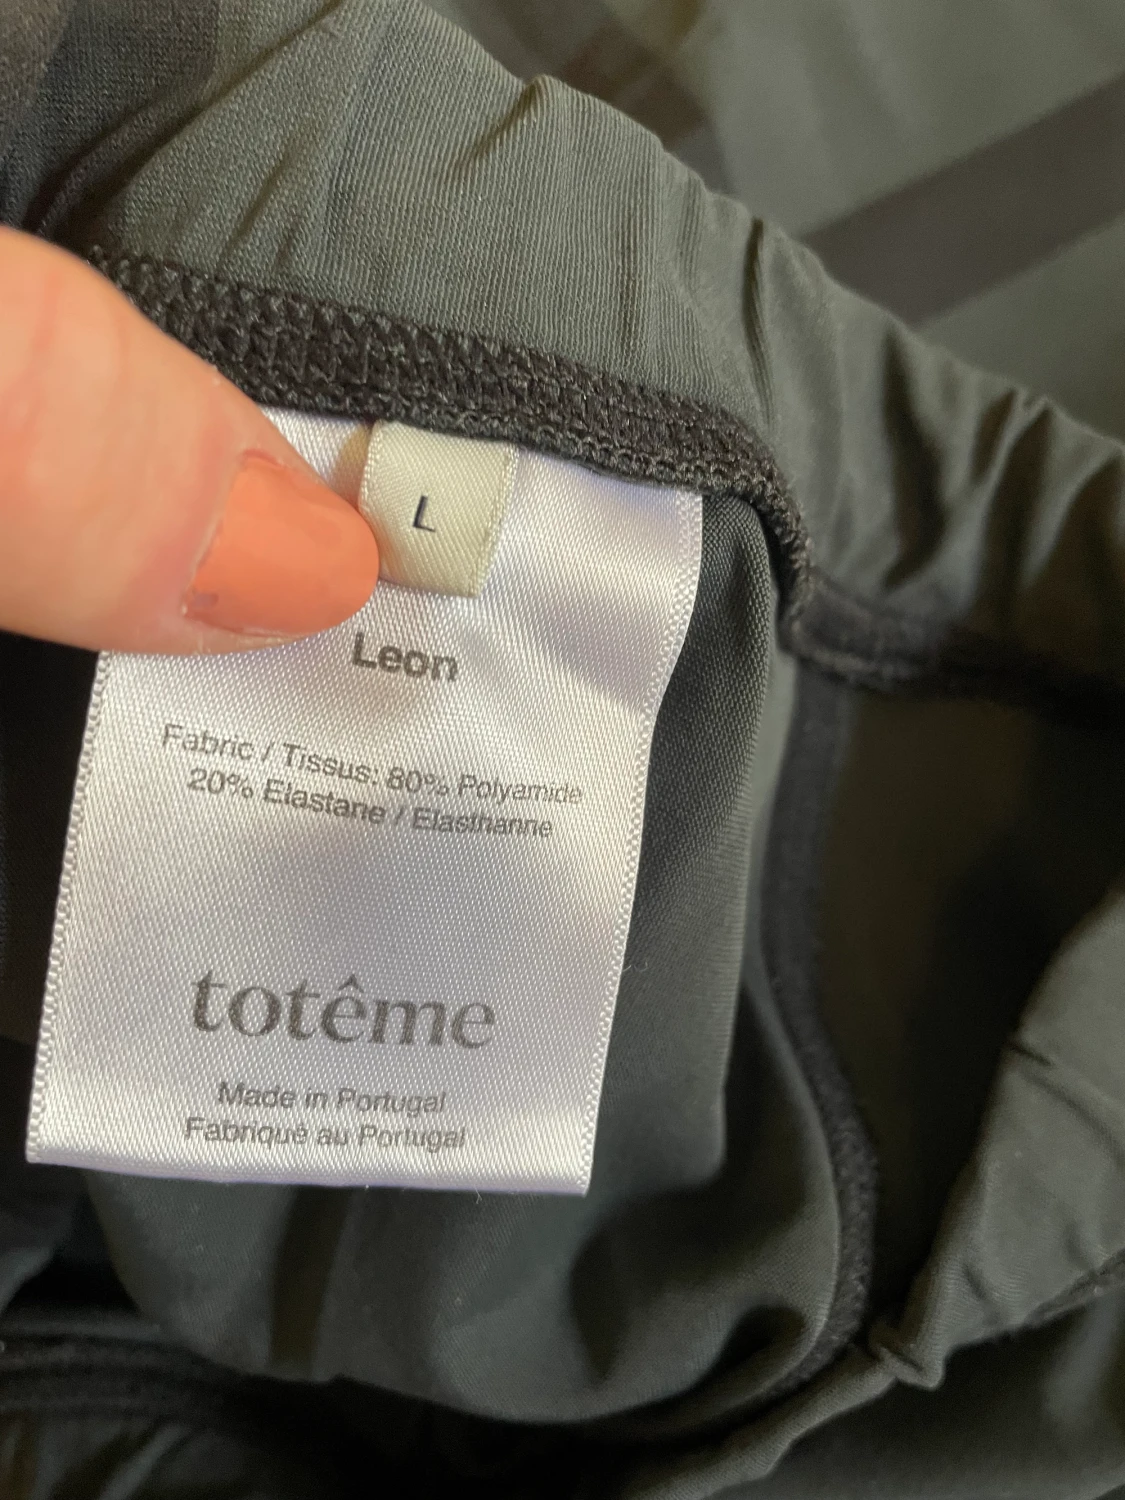 L
Leon
Fabric / Tissus: 80% Polyamide
20% Elastane / Elasthanne
totême
Made in Portugal
Fabriqué au Portugal